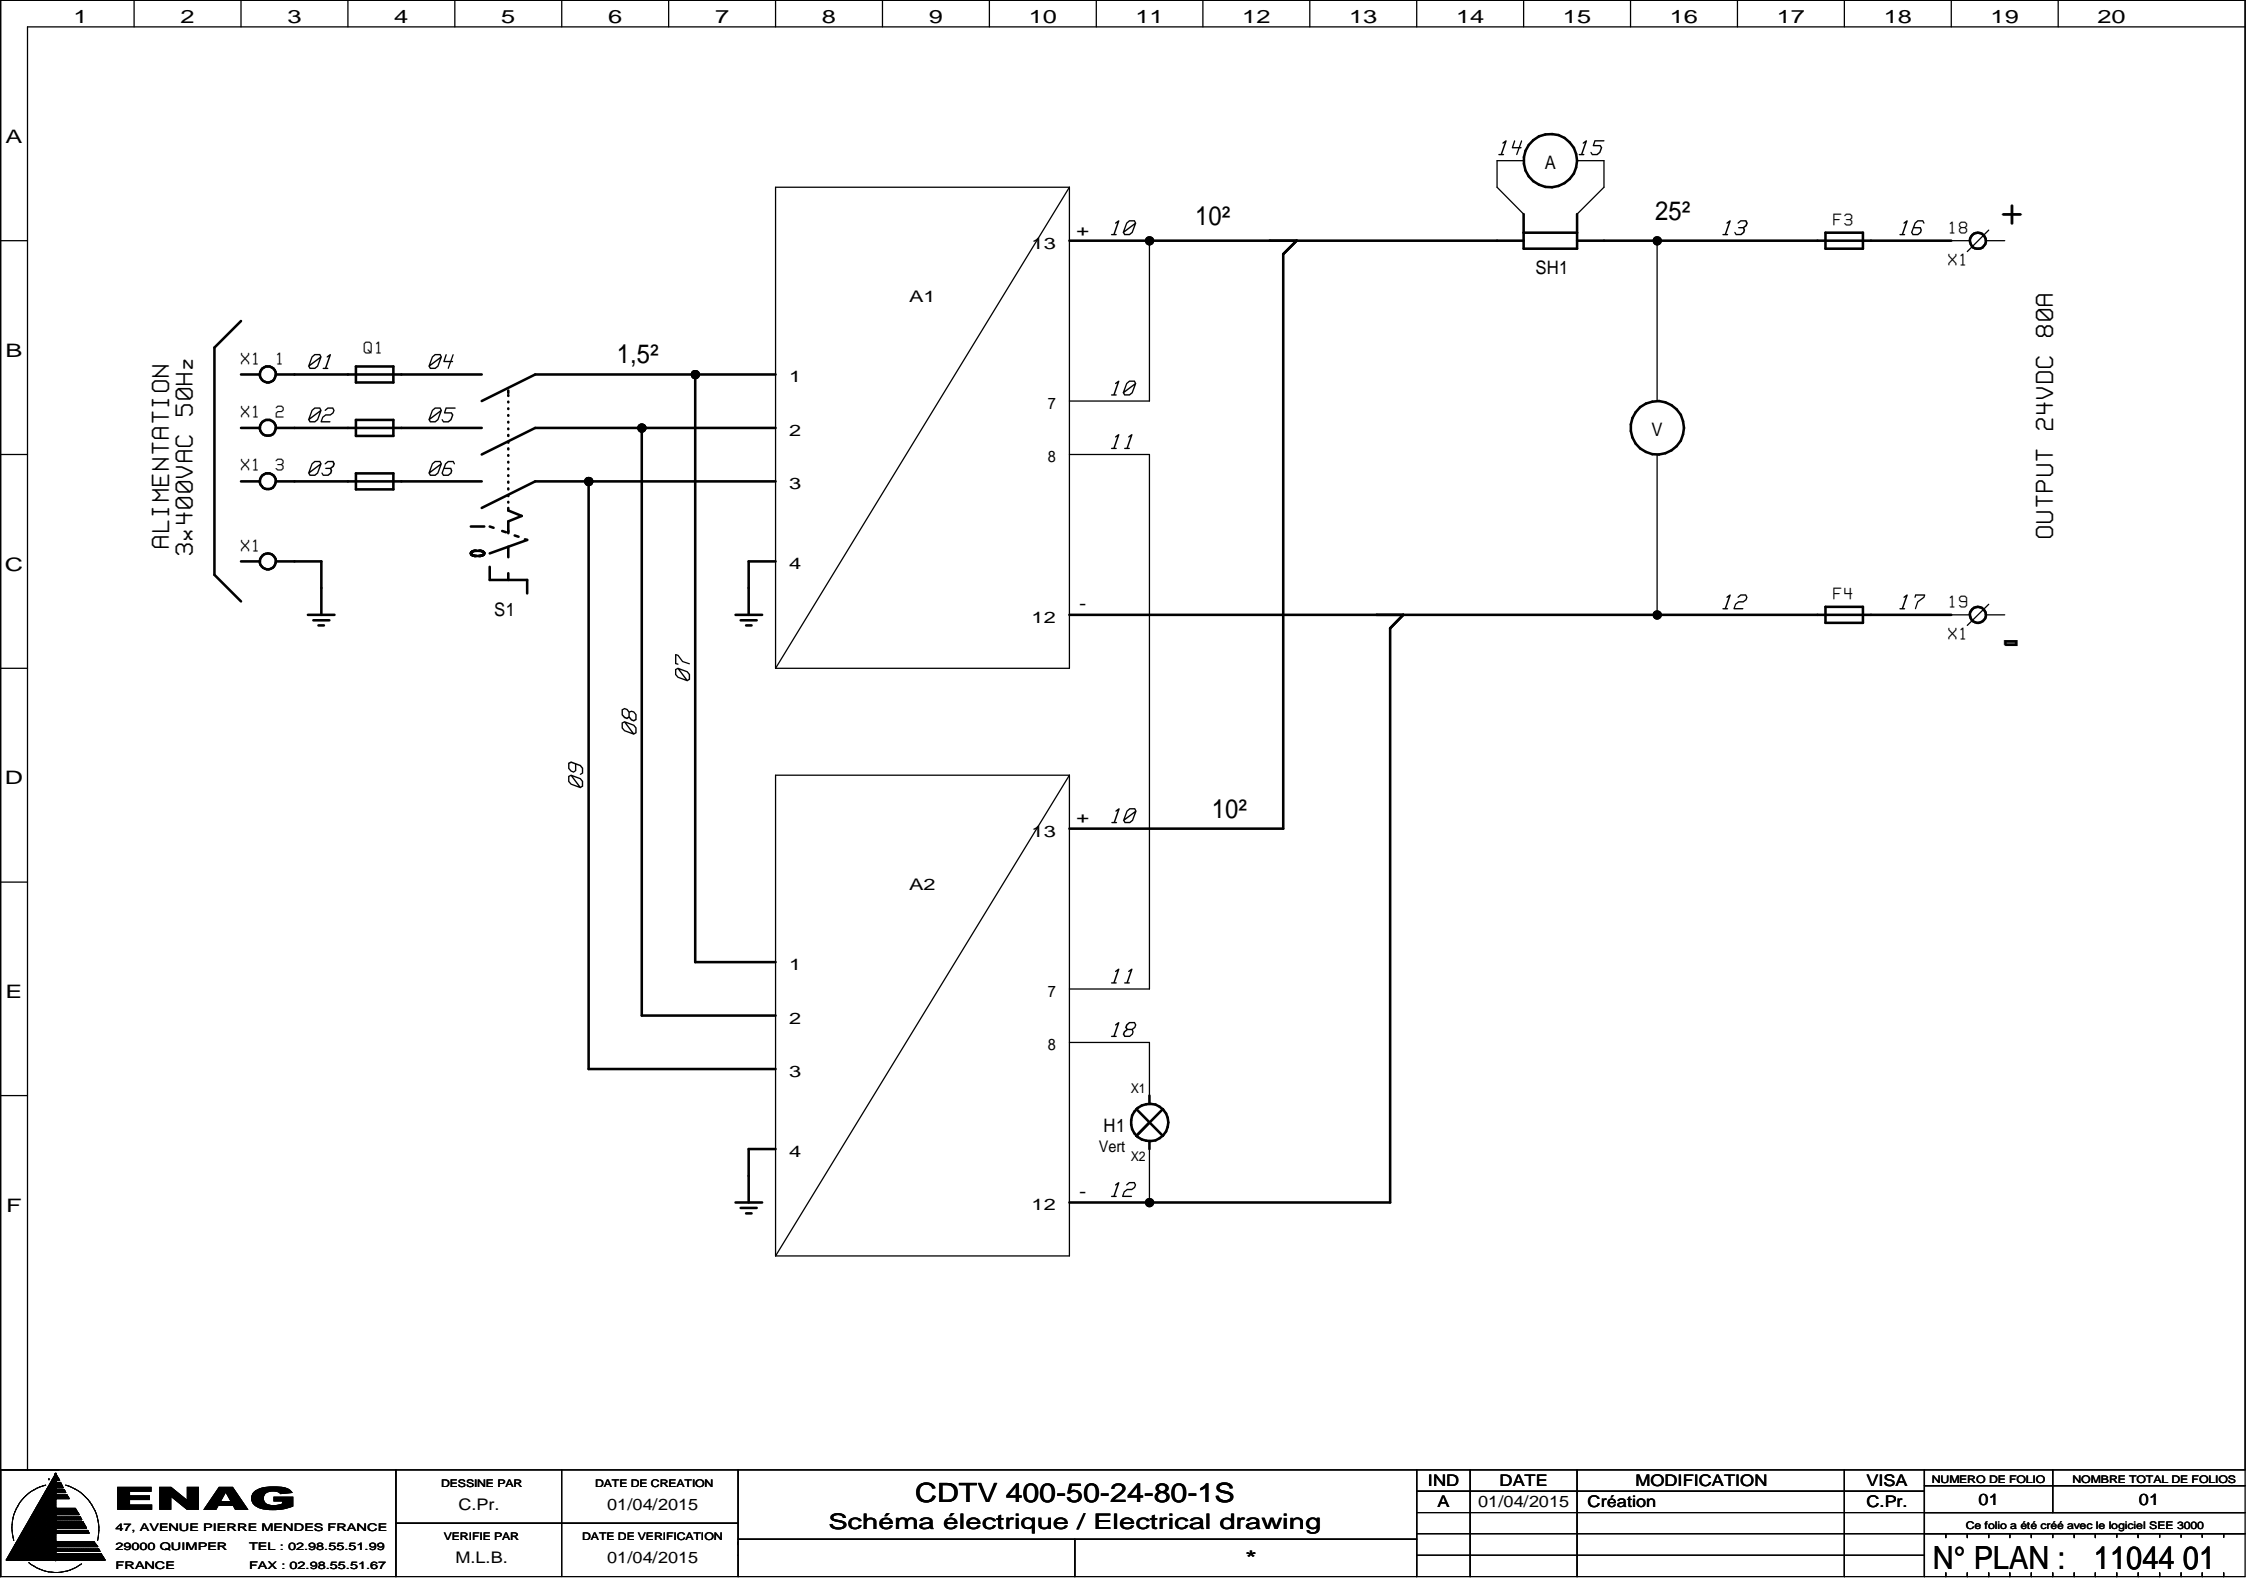 1 2 3 4 5 6 7 8 9 10 11 12 13 14 15 16 17 18 19 20
A
B
C
D
E
F
ALIMENTATION
3x400VAC 50Hz
X1 1 01 Q1 04
X1 2 02 05
X1 3 03 06
X1
S1
1,5²
07
08
09
A1
1
2
3
4
13 + 10
10²
7 10
8 11
12 -
14 A 15
SH1
25²
13 F3 16 18
X1
+
V
12 F4 17 19
X1
-
OUTPUT 24VDC 80A
A2
1
2
3
4
13 + 10
10²
7 11
8 18
X1
H1
Vert
X2
12 - 12
ENAG
47, AVENUE PIERRE MENDES FRANCE
29000 QUIMPER TEL : 02.98.55.51.99
FRANCE FAX : 02.98.55.51.67
DESSINE PAR
C.Pr.
VERIFIE PAR
M.L.B.
DATE DE CREATION
01/04/2015
DATE DE VERIFICATION
01/04/2015
CDTV 400-50-24-80-1S
Schéma électrique / Electrical drawing
*
IND DATE MODIFICATION VISA
A 01/04/2015 Création C.Pr.
NUMERO DE FOLIO NOMBRE TOTAL DE FOLIOS
01 01
Ce folio a été créé avec le logiciel SEE 3000
N° PLAN : 11044 01